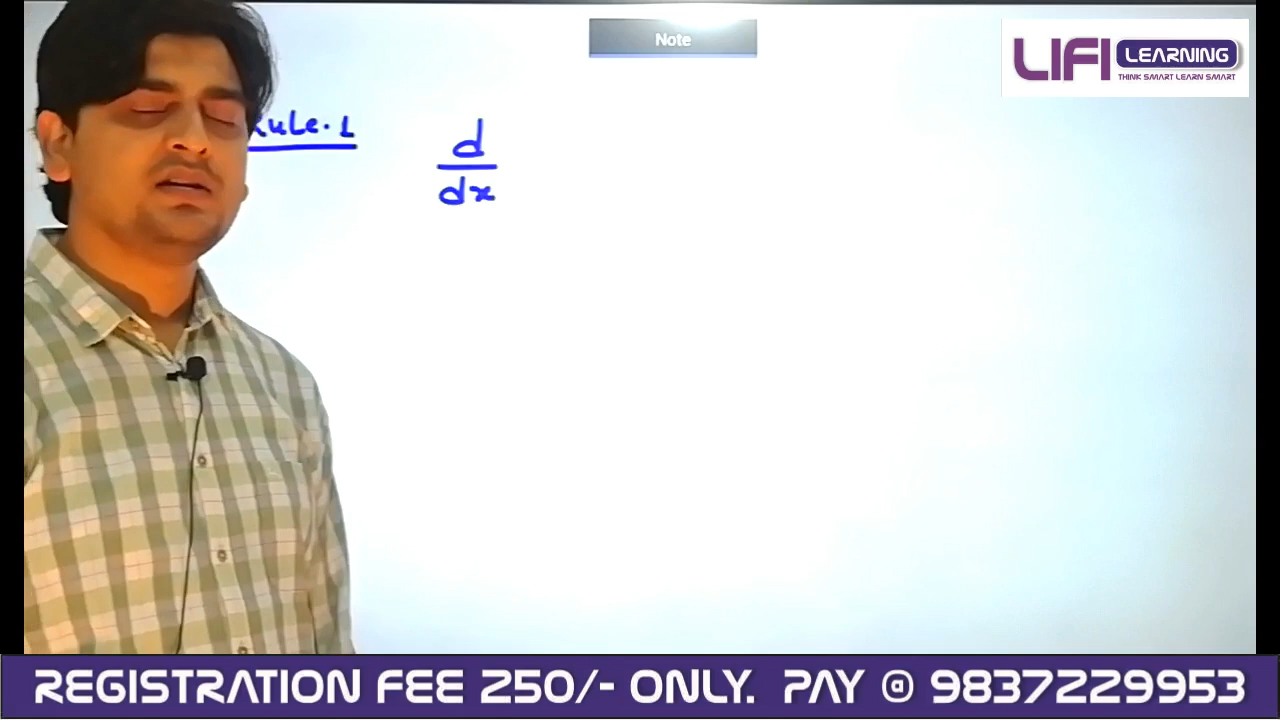 Note
LIFI LEARNING
THINK SMART LEARN SMART
Rule.1
d
dx
REGISTRATION FEE 250/- ONLY. PAY @ 9837229953